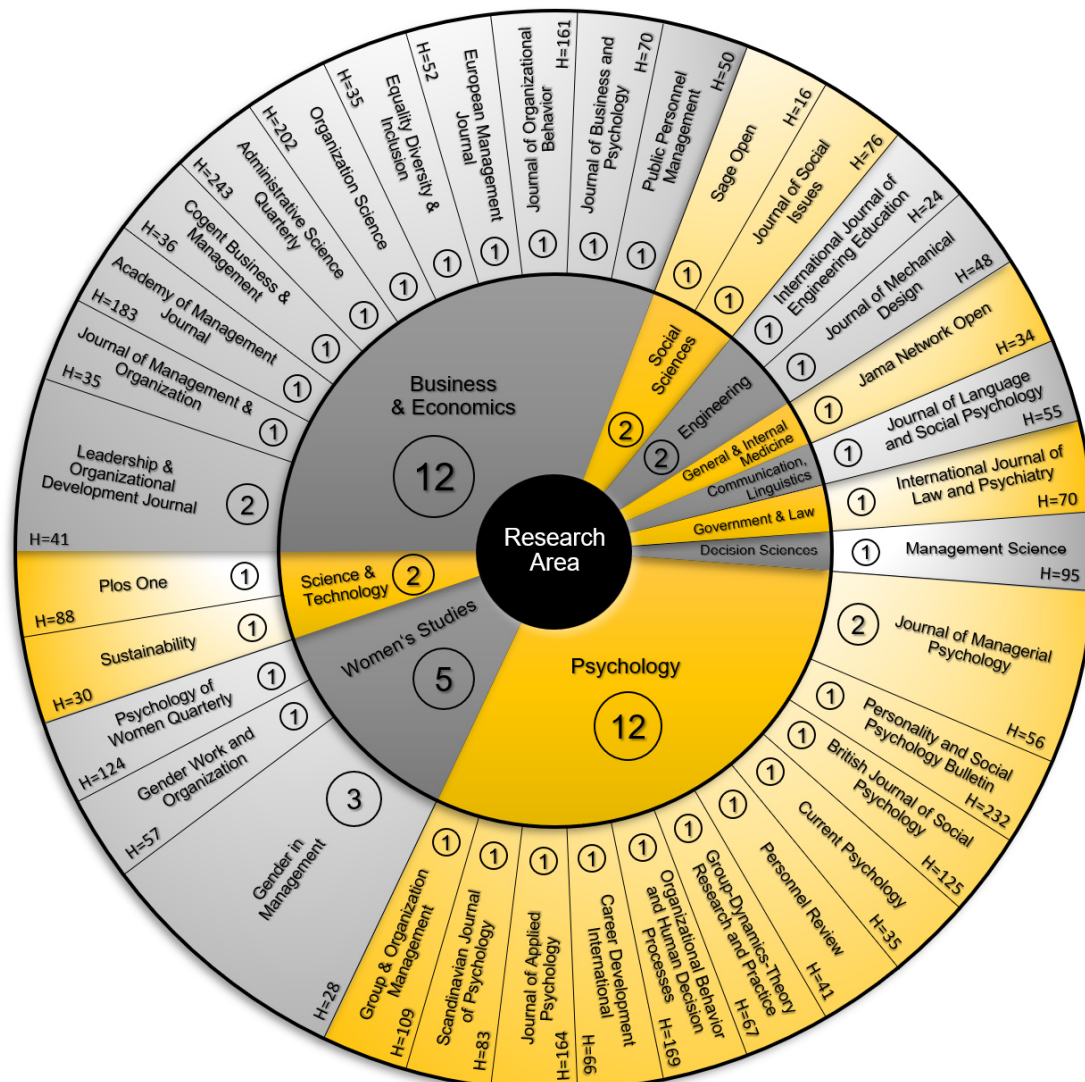 Research
Area
Business
& Economics
12
Social
Sciences
2
Engineering
2
General & Internal
Medicine
Communication,
Linguistics
Government & Law
Decision Sciences
Psychology
12
Women's Studies
5
Science &
Technology
2
Leadership &
Organizational
Development Journal
2
H=41
Journal of Management &
Organization
1
H=35
Academy of Management
Journal
1
H=183
Cogent Business &
Management
1
H=36
Administrative Science
Quarterly
1
H=243
Organization Science
1
H=202
Equality Diversity &
Inclusion
1
H=35
European Management
Journal
1
H=52
Journal of Organizational
Behavior
1
H=161
Journal of Business and
Psychology
1
H=70
Public Personnel
Management
1
H=50
Sage Open
1
H=16
Journal of Social
Issues
1
H=76
International Journal of
Engineering Education
1
H=24
Journal of Mechanical
Design
1
H=48
Jama Network Open
1
H=34
Journal of Language
and Social Psychology
1
H=55
International Journal of
Law and Psychiatry
1
H=70
Management Science
1
H=95
Journal of Managerial
Psychology
2
H=56
Personality and Social
Psychology Bulletin
1
H=232
British Journal of Social
Psychology
1
H=125
Current Psychology
1
H=35
Personnel Review
1
H=41
Group-Dynamics-Theory
Research and Practice
1
H=67
Organizational Behavior
and Human Decision
Processes
1
H=169
Career Development
International
1
H=66
Journal of Applied
Psychology
1
H=164
Scandinavian Journal
of Psychology
1
H=83
Group & Organization
Management
1
H=109
Gender in
Management
3
H=28
Gender Work and
Organization
1
H=57
Psychology of
Women Quarterly
1
H=124
Sustainability
1
H=30
Plos One
1
H=88